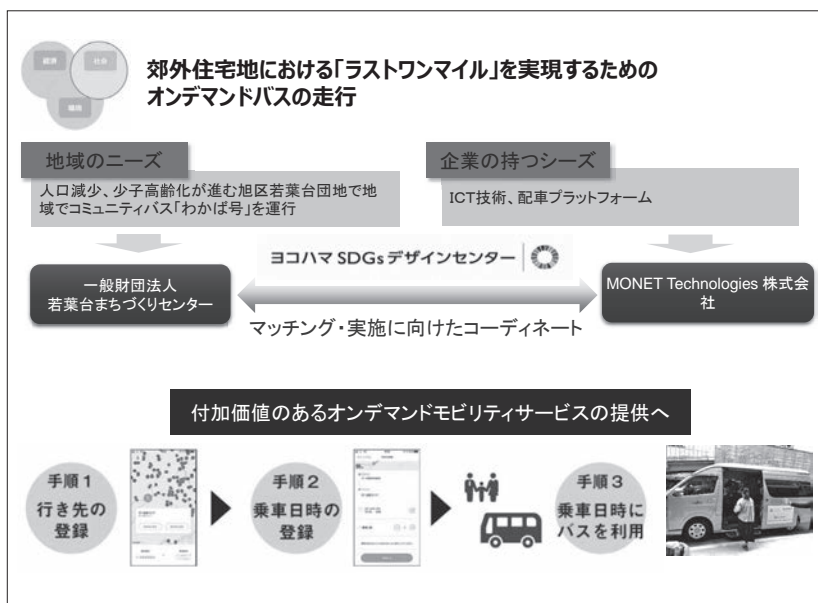 経済
社会
環境
郊外住宅地における「ラストワンマイル」を実現するための
オンデマンドバスの走行
地域のニーズ
人口減少、少子高齢化が進む旭区若葉台団地で地
域でコミュニティバス「わかば号」を運行
企業の持つシーズ
ICT技術、配車プラットフォーム
ヨコハマ SDGsデザインセンター
一般財団法人
若葉台まちづくりセンター
MONET Technologies 株式会
社
マッチング・実施に向けたコーディネート
付加価値のあるオンデマンドモビリティサービスの提供へ
手順1
行き先の
登録
手順2
乗車日時の
登録
手順3
乗車日時に
バスを利用